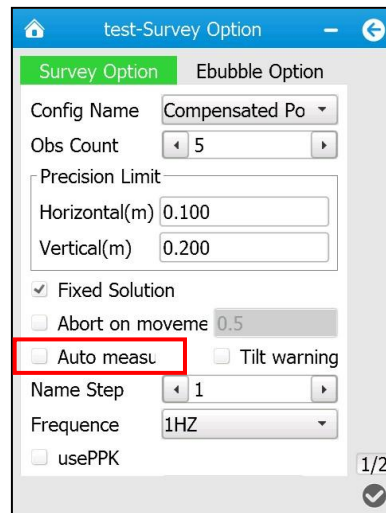 test-Survey Option
Survey Option Ebubble Option
Config Name Compensated Po
Obs Count 5
Precision Limit
Horizontal(m) 0.100
Vertical(m) 0.200
Fixed Solution
Abort on moveme 0.5
Auto measu Tilt warning
Name Step 1
Frequence 1HZ
usePPK
1/2